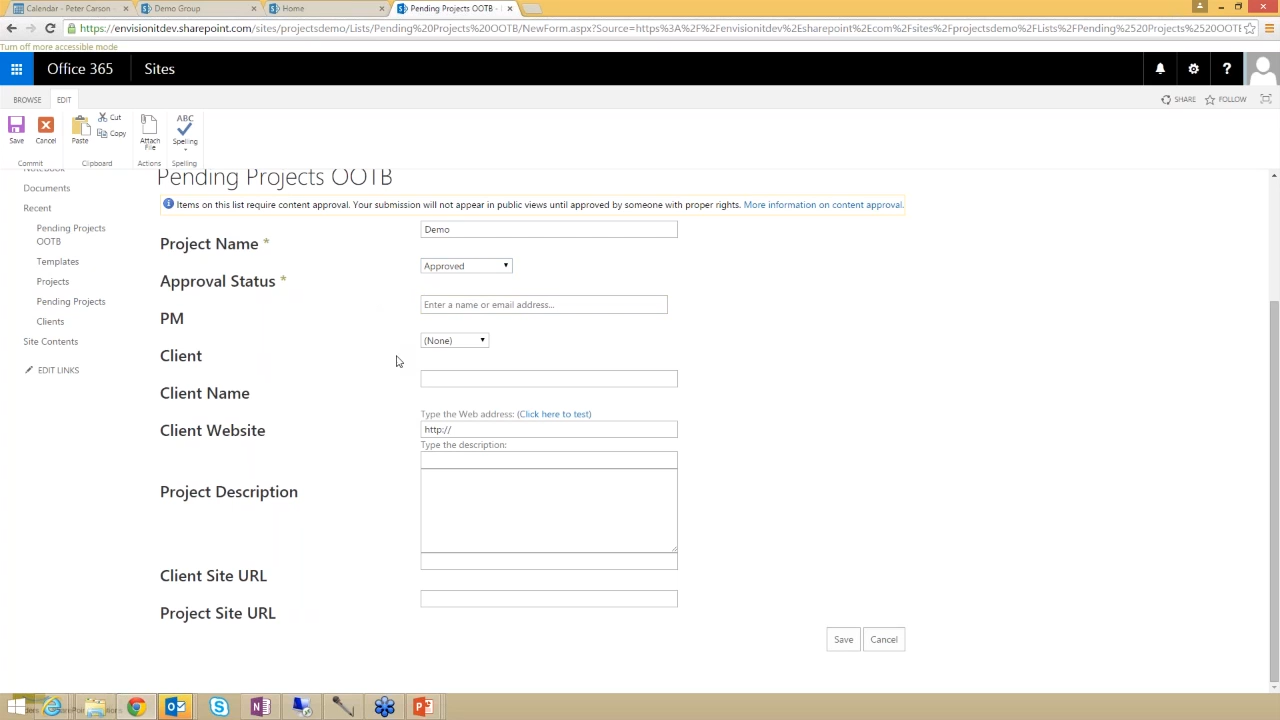 Calendar - Peter Carson - ×
Demo Group ×
Home ×
Pending Projects OOTB - ×
https://envisionitdev.sharepoint.com/sites/projectsdemo/Lists/Pending%20Projects%20OOTB/NewForm.aspx?Source=https%3A%2F%2Fenvisionitdev%2Esharepoint%2Ecom%2Fsites%2Fprojectsdemo%2FLists%2FPending%2520Projects%2520OOTB
Turn off more accessible mode
Office 365
Sites
?
BROWSE
EDIT
SHARE
FOLLOW
Save
Cancel
Paste
Cut
Copy
Attach
File
ABC
Spelling
Commit
Clipboard
Actions
Spelling
Notebook
Documents
Recent
Pending Projects
OOTB
Templates
Projects
Pending Projects
Clients
Site Contents
EDIT LINKS
Pending Projects OOTB
Items on this list require content approval. Your submission will not appear in public views until approved by someone with proper rights. More information on content approval.
Project Name *
Demo
Approval Status *
Approved
PM
Enter a name or email address...
Client
(None)
Client Name
Client Website
Type the Web address: (Click here to test)
http://
Type the description:
Project Description
Client Site URL
Project Site URL
Save
Cancel